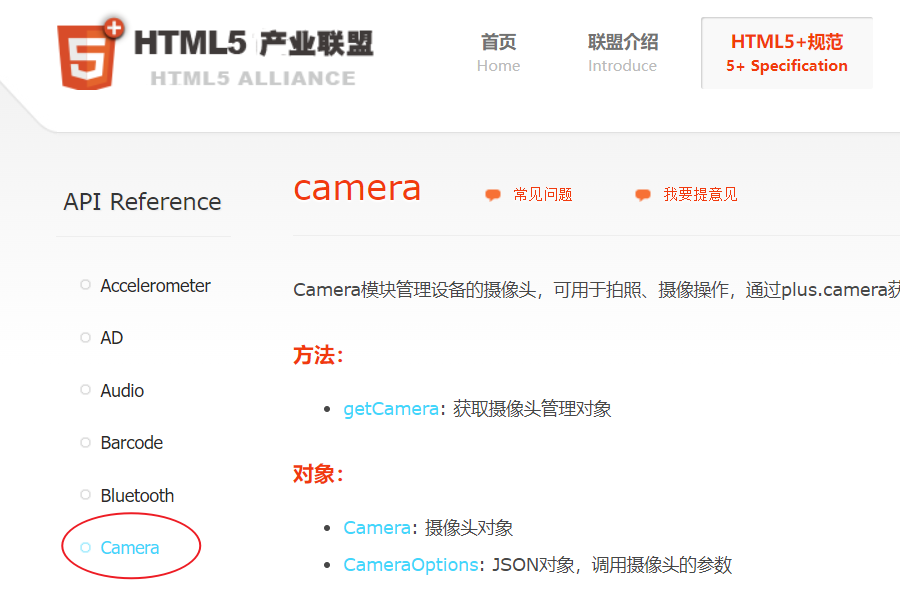 HTML5 产业联盟
HTML5 ALLIANCE
首页
Home
联盟介绍
Introduce
HTML5+规范
5+ Specification
API Reference
Accelerometer
AD
Audio
Barcode
Bluetooth
Camera
camera
常见问题
我要提意见
Camera模块管理设备的摄像头，可用于拍照、摄像操作，通过plus.camera获
方法：
getCamera: 获取摄像头管理对象
对象：
Camera: 摄像头对象
CameraOptions: JSON对象，调用摄像头的参数